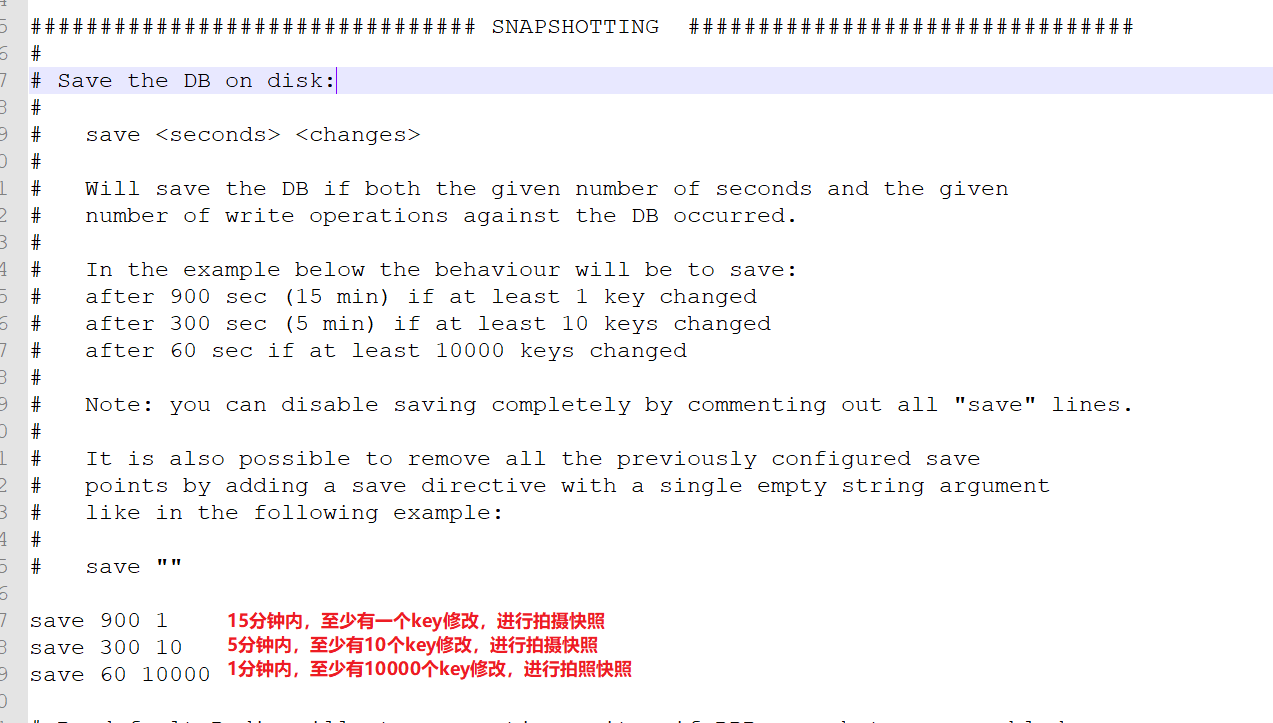 ################################ SNAPSHOTTING ################################
#
# Save the DB on disk:
#
# save <seconds> <changes>
#
# Will save the DB if both the given number of seconds and the given
# number of write operations against the DB occurred.
#
# In the example below the behaviour will be to save:
# after 900 sec (15 min) if at least 1 key changed
# after 300 sec (5 min) if at least 10 keys changed
# after 60 sec if at least 10000 keys changed
#
# Note: you can disable saving completely by commenting out all "save" lines.
#
# It is also possible to remove all the previously configured save
# points by adding a save directive with a single empty string argument
# like in the following example:
#
# save ""
save 900 1 15分钟内，至少有一个key修改，进行拍摄快照
save 300 10 5分钟内，至少有10个key修改，进行拍摄快照
save 60 10000 1分钟内，至少有10000个key修改，进行拍照快照